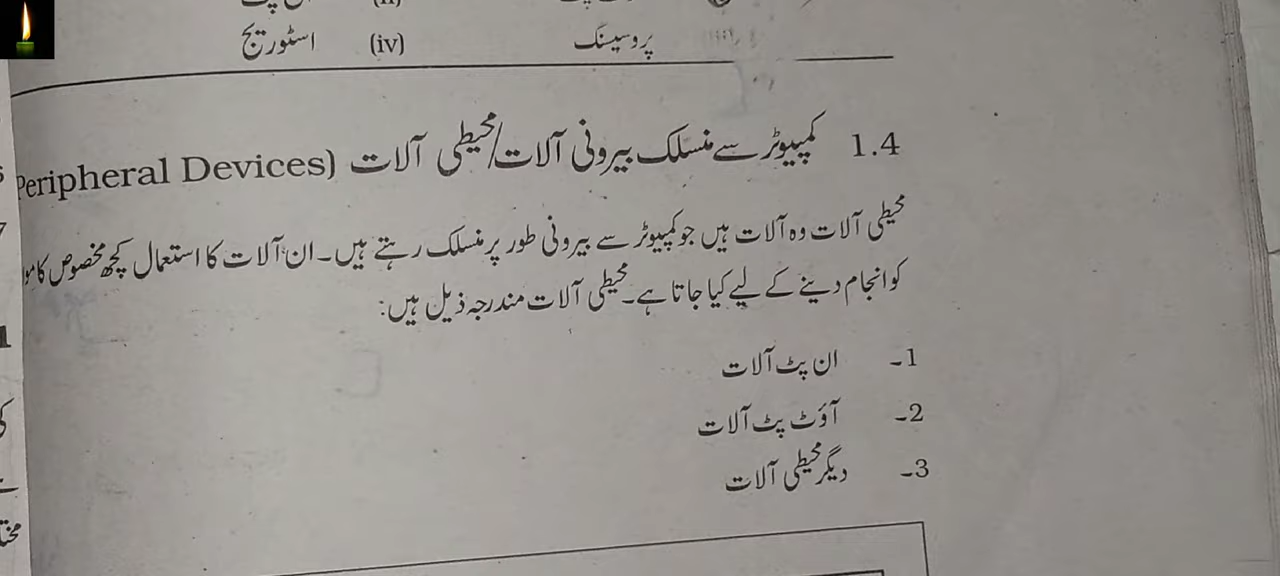 پروسیسنگ (iv) اسٹوریج
1.4 کمپیوٹر سے منسلک بیرونی آلات/محیطی آلات (Peripheral Devices)
محیطی آلات وہ آلات ہیں جو کمپیوٹر سے بیرونی طور پر منسلک رہتے ہیں۔ ان آلات کا استعمال کچھ مخصوص
کو انجام دینے کے لیے کیا جاتا ہے۔ محیطی آلات مندرجہ ذیل ہیں:
1۔ ان پٹ آلات
2۔ آؤٹ پٹ آلات
3۔ دیگر محیطی آلات